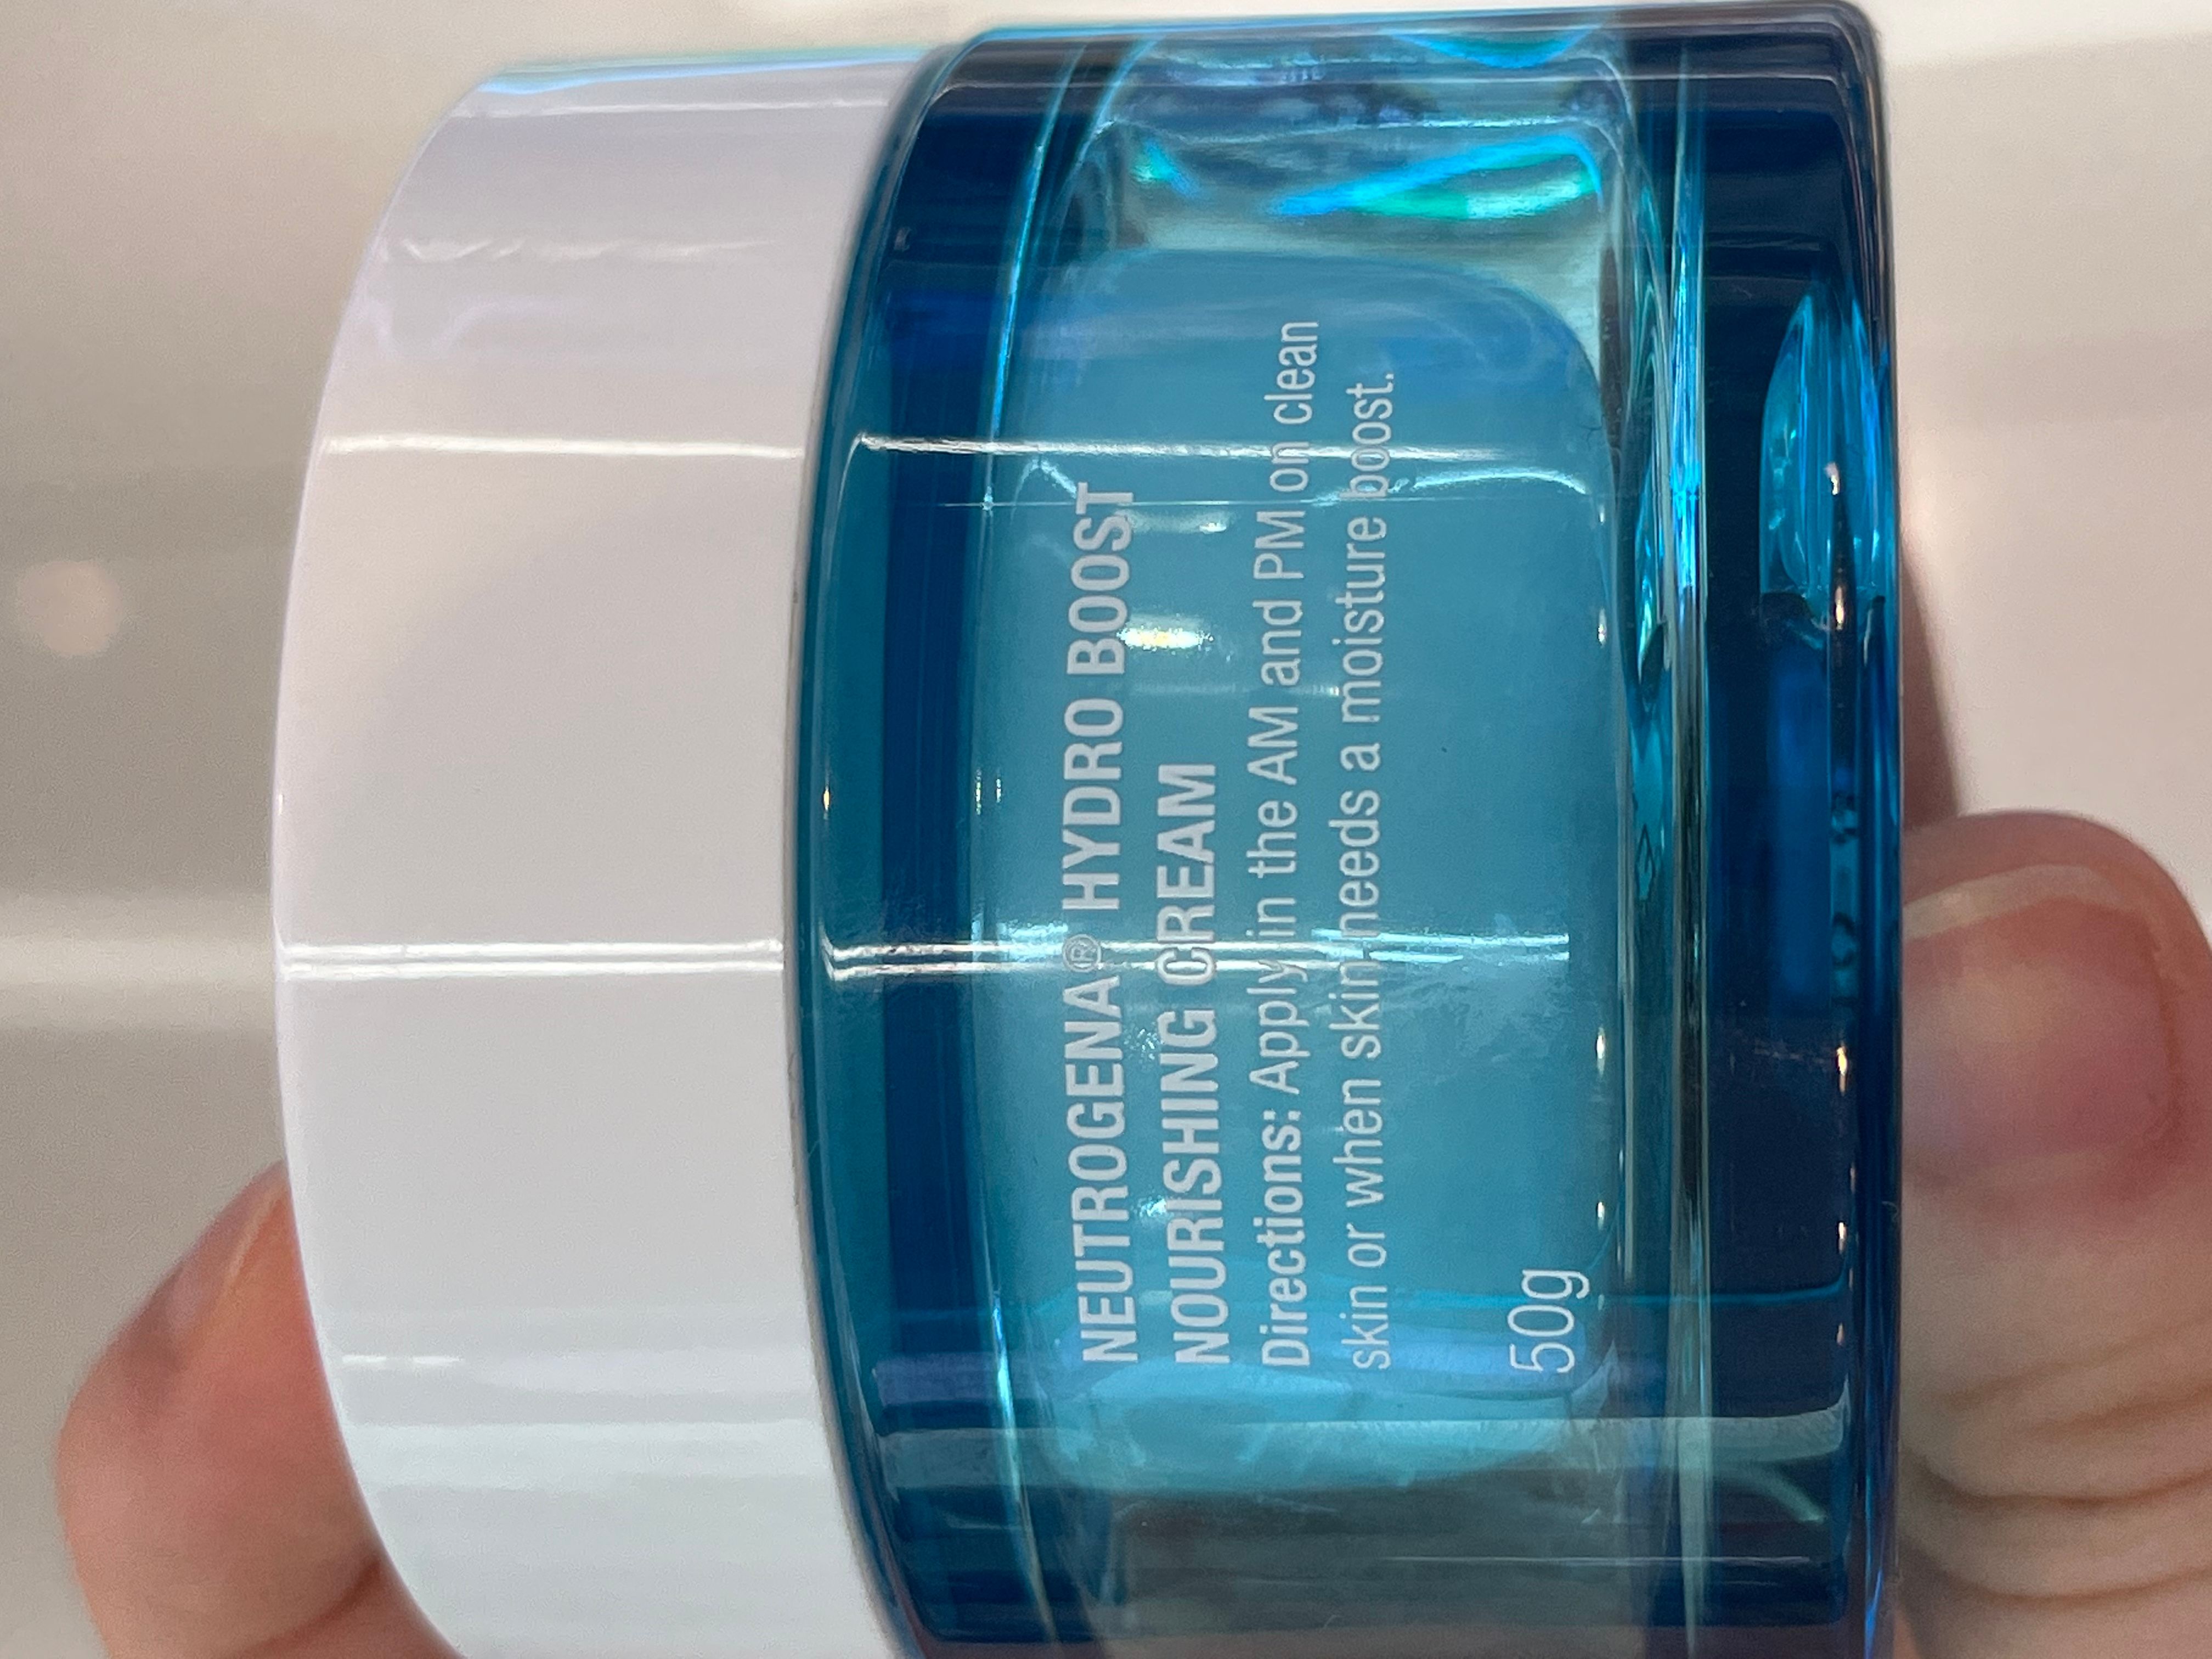 NEUTROGENA® HYDRO BOOST
NOURISHING CREAM
Directions: Apply in the AM and PM on clean
skin or when skin needs a moisture boost.
50g